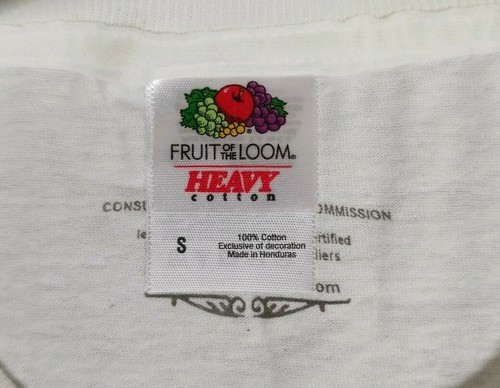 FRUIT OF THE LOOM®
HEAVY
cotton
CONSU
OMMISSION
S
100% Cotton
Exclusive of decoration
Made in Honduras
le
ertified
liers
om